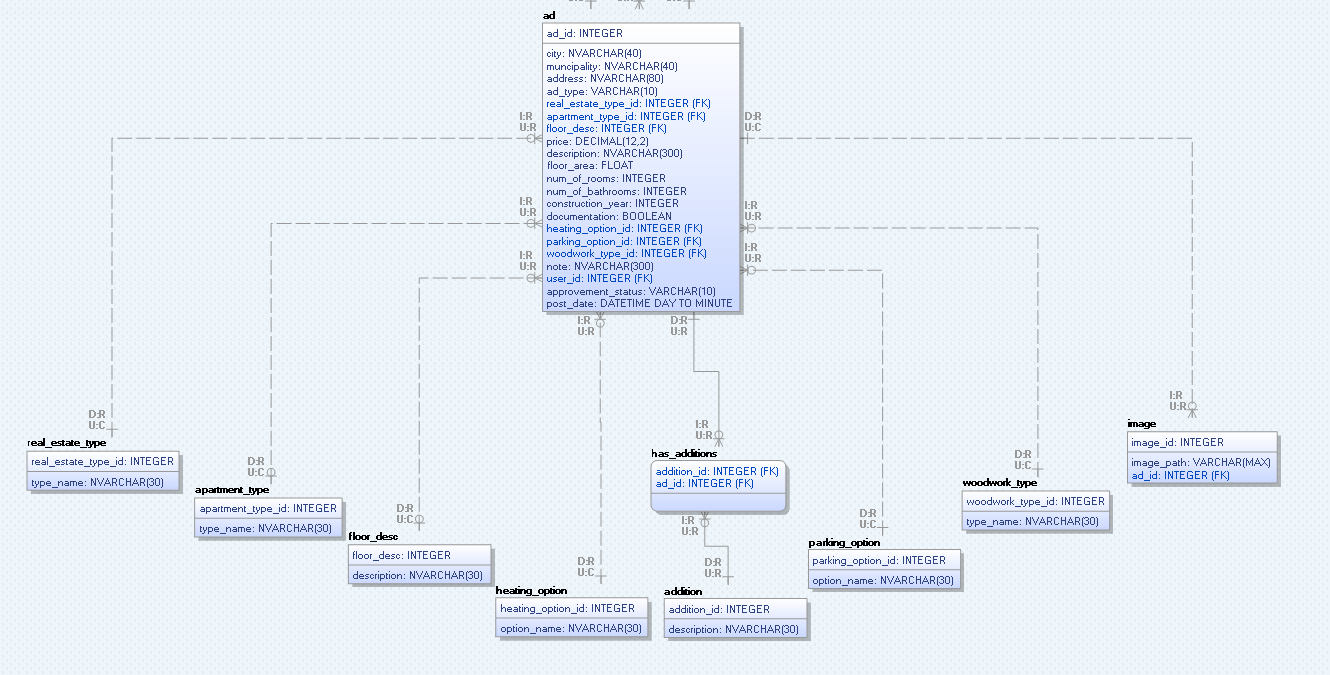 ad
ad_id: INTEGER
city: NVARCHAR(40)
muncipality: NVARCHAR(40)
address: NVARCHAR(80)
ad_type: VARCHAR(10)
real_estate_type_id: INTEGER (FK)
apartment_type_id: INTEGER (FK)
floor_desc: INTEGER (FK)
price: DECIMAL(12,2)
description: NVARCHAR(300)
floor_area: FLOAT
num_of_rooms: INTEGER
num_of_bathrooms: INTEGER
construction_year: INTEGER
documentation: BOOLEAN
heating_option_id: INTEGER (FK)
parking_option_id: INTEGER (FK)
woodwork_type_id: INTEGER (FK)
note: NVARCHAR(300)
user_id: INTEGER (FK)
approvement_status: VARCHAR(10)
post_date: DATETIME DAY TO MINUTE
I:R
U:R
I:R
U:R
I:R
U:R
D:R
U:C
I:R
U:R
I:R
U:R
I:R
U:R
D:R
U:R
D:R
U:C
real_estate_type
real_estate_type_id: INTEGER
type_name: NVARCHAR(30)
D:R
U:C
apartment_type
apartment_type_id: INTEGER
type_name: NVARCHAR(30)
D:R
U:C
floor_desc
floor_desc: INTEGER
description: NVARCHAR(30)
D:R
U:C
heating_option
heating_option_id: INTEGER
option_name: NVARCHAR(30)
I:R
U:R
has_additions
addition_id: INTEGER (FK)
ad_id: INTEGER (FK)
I:R
U:R
D:R
U:R
addition
addition_id: INTEGER
description: NVARCHAR(30)
D:R
U:C
parking_option
parking_option_id: INTEGER
option_name: NVARCHAR(30)
D:R
U:C
woodwork_type
woodwork_type_id: INTEGER
type_name: NVARCHAR(30)
I:R
U:R
image
image_id: INTEGER
image_path: VARCHAR(MAX)
ad_id: INTEGER (FK)